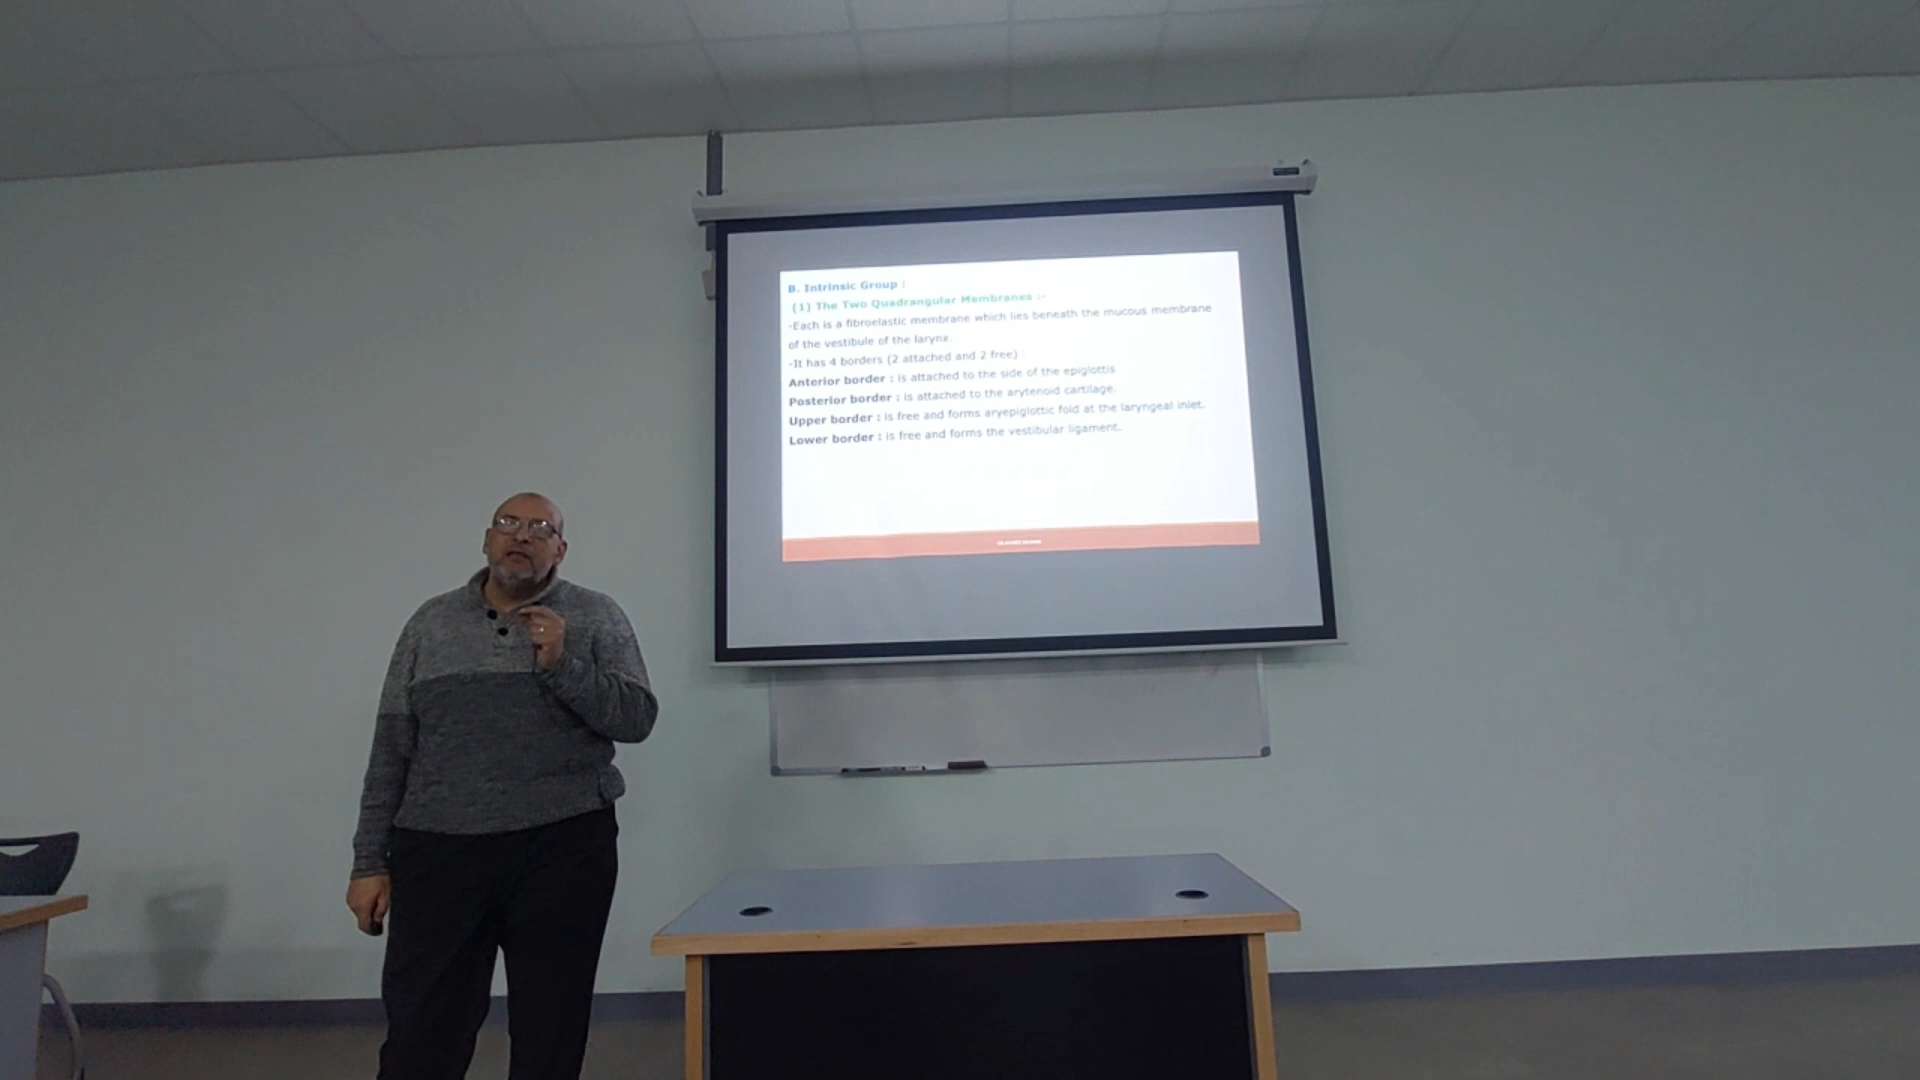 B. Intrinsic Group :
(1) The Two Quadrangular Membranes :-
-Each is a fibroelastic membrane which lies beneath the mucous membrane
of the vestibule of the larynx.
-It has 4 borders (2 attached and 2 free)
Anterior border : is attached to the side of the epiglottis
Posterior border : is attached to the arytenoid cartilage.
Upper border : is free and forms aryepiglottic fold at the laryngeal inlet.
Lower border : is free and forms the vestibular ligament.